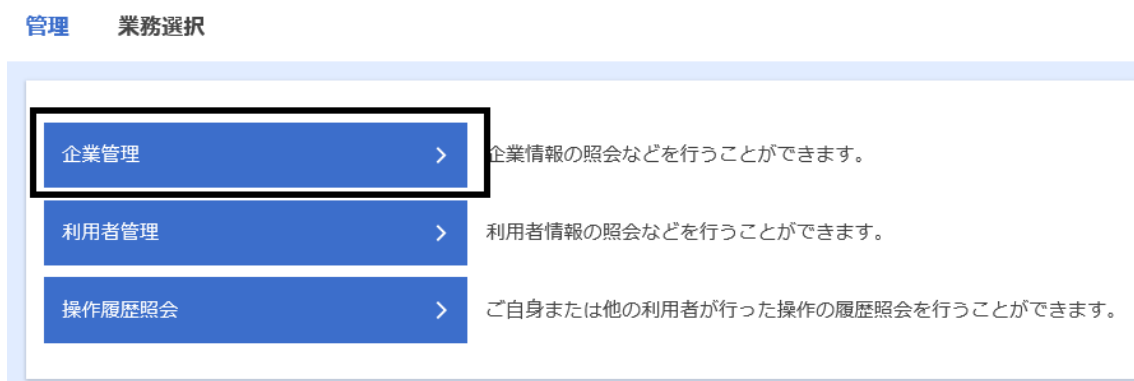 管理 業務選択
企業管理 企業情報の照会などを行うことができます。
利用者管理 利用者情報の照会などを行うことができます。
操作履歴照会 ご自身または他の利用者が行った操作の履歴照会を行うことができます。